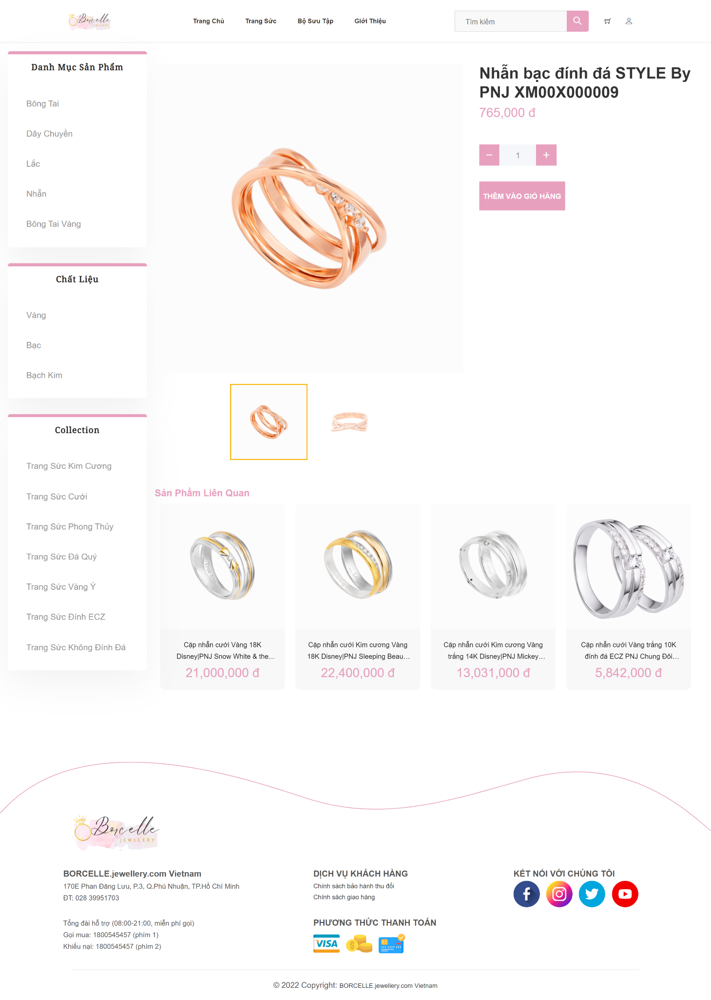 Borcelle
JEWLLERY
Trang Chủ
Trang Sức
Bộ Sưu Tập
Giới Thiệu
Tìm kiếm
Danh Mục Sản Phẩm
Bông Tai
Dây Chuyền
Lắc
Nhẫn
Bông Tai Vàng
Chất Liệu
Vàng
Bạc
Bạch Kim
Collection
Trang Sức Kim Cương
Trang Sức Cưới
Trang Sức Phong Thủy
Trang Sức Đá Quý
Trang Sức Vàng Ý
Trang Sức Đính ECZ
Trang Sức Không Đính Đá
Nhẫn bạc đính đá STYLE By
PNJ XM00X000009
765,000 đ
1
THÊM VÀO GIỎ HÀNG
Sản Phẩm Liên Quan
True love
Cặp nhẫn cưới Vàng 18K
Disney|PNJ Snow White & the…
21,000,000 đ
Cặp nhẫn cưới Kim cương Vàng
18K Disney|PNJ Sleeping Beau…
22,400,000 đ
Cặp nhẫn cưới Kim cương Vàng
trắng 14K Disney|PNJ Mickey…
13,031,000 đ
Cặp nhẫn cưới Vàng trắng 10K
đính đá ECZ PNJ Chung Đôi…
5,842,000 đ
Borcelle
JEWLLERY
BORCELLE.jewellery.com Vietnam
170E Phan Đăng Lưu, P.3, Q.Phú Nhuận, TP.Hồ Chí Minh
ĐT: 028 39951703
Tổng đài hỗ trợ (08:00-21:00, miễn phí gọi)
Gọi mua: 1800545457 (phím 1)
Khiếu nại: 1800545457 (phím 2)
DỊCH VỤ KHÁCH HÀNG
Chính sách bảo hành thu đổi
Chính sách giao hàng
PHƯƠNG THỨC THANH TOÁN
VISA
KẾT NỐI VỚI CHÚNG TÔI
© 2022 Copyright: BORCELLE.jewellery.com Vietnam